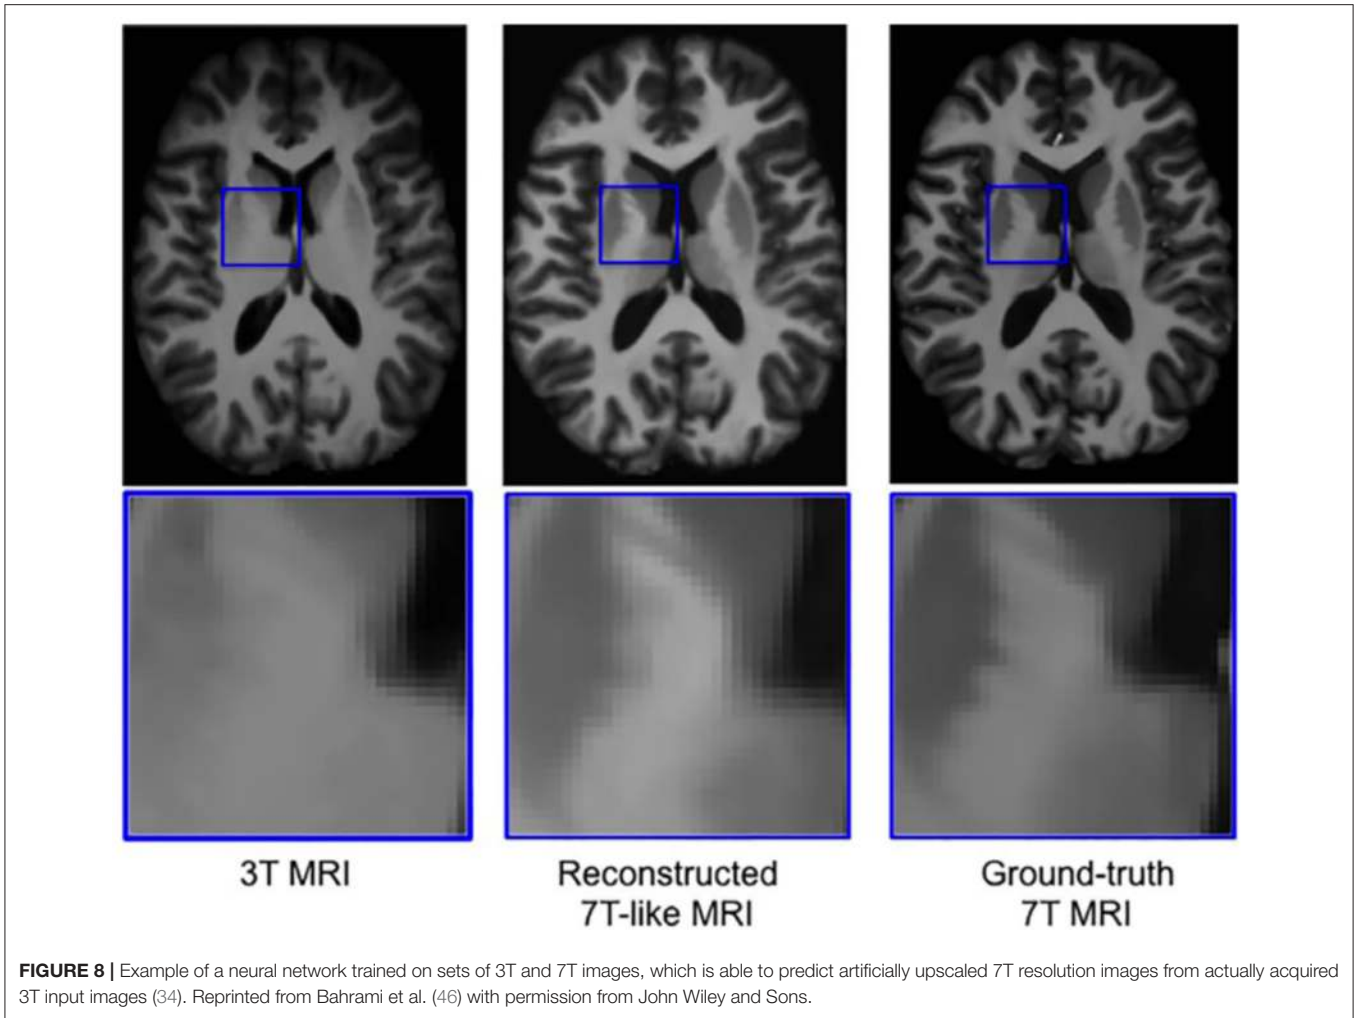 3T MRI
Reconstructed
7T-like MRI
Ground-truth
7T MRI
FIGURE 8 | Example of a neural network trained on sets of 3T and 7T images, which is able to predict artificially upscaled 7T resolution images from actually acquired
3T input images (34). Reprinted from Bahrami et al. (46) with permission from John Wiley and Sons.